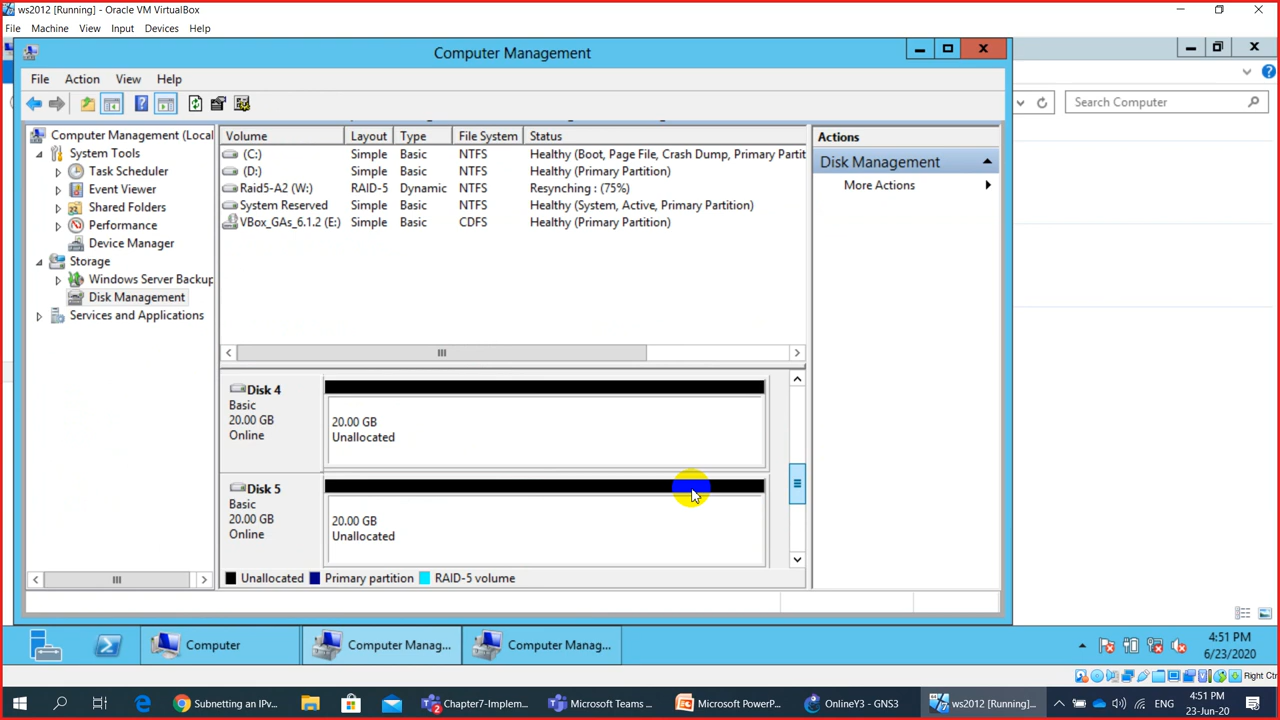 ws2012 [Running] - Oracle VM VirtualBox
File Machine View Input Devices Help
Computer Management
File Action View Help
Search Computer
Computer Management (Local
System Tools
Task Scheduler
Event Viewer
Shared Folders
Performance
Device Manager
Storage
Windows Server Backup
Disk Management
Services and Applications
Volume Layout Type File System Status
(C:) Simple Basic NTFS Healthy (Boot, Page File, Crash Dump, Primary Partit
(D:) Simple Basic NTFS Healthy (Primary Partition)
Raid5-A2 (W:) RAID-5 Dynamic NTFS Resynching : (75%)
System Reserved Simple Basic NTFS Healthy (System, Active, Primary Partition)
VBox_GAs_6.1.2 (E:) Simple Basic CDFS Healthy (Primary Partition)
Actions
Disk Management
More Actions
Disk 4
Basic
20.00 GB
Online
20.00 GB
Unallocated
Disk 5
Basic
20.00 GB
Online
20.00 GB
Unallocated
Unallocated Primary partition RAID-5 volume
Computer Computer Manag... Computer Manag...
4:51 PM
6/23/2020
Right Ctrl
Subnetting an IPv... Chapter7-Implem... Microsoft Teams ... Microsoft PowerP... OnlineY3 - GNS3 ws2012 [Running]...
ENG
4:51 PM
23-Jun-20